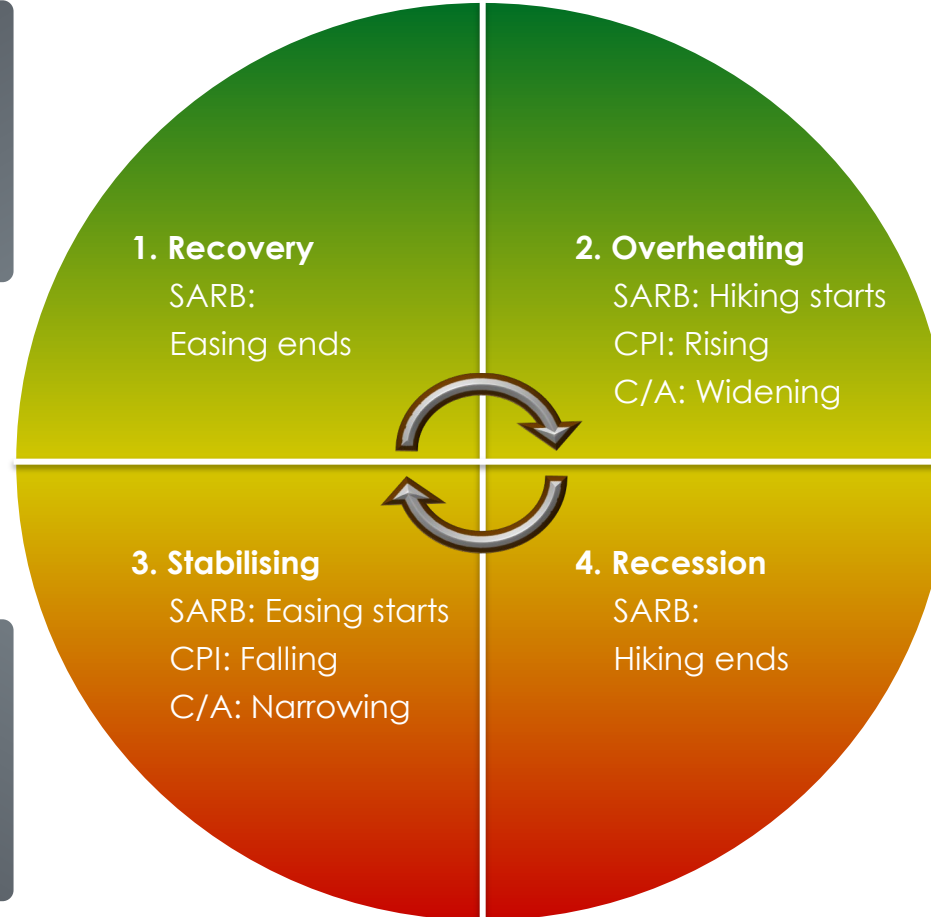 1. Recovery
SARB:
Easing ends
2. Overheating
SARB: Hiking starts
CPI: Rising
C/A: Widening
3. Stabilising
SARB: Easing starts
CPI: Falling
C/A: Narrowing
4. Recession
SARB:
Hiking ends